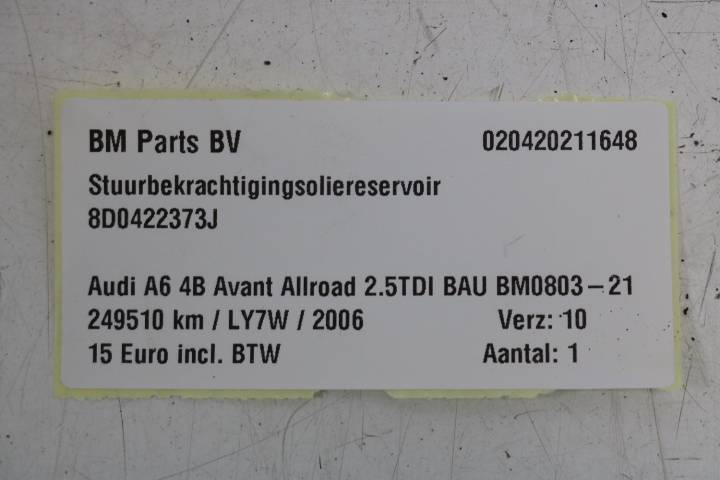 BM Parts BV 020420211648
Stuurbekrachtigingsoliereservoir
8D0422373J
Audi A6 4B Avant Allroad 2.5TDI BAU BM0803-21
249510 km / LY7W / 2006 Verz: 10
15 Euro incl. BTW Aantal: 1